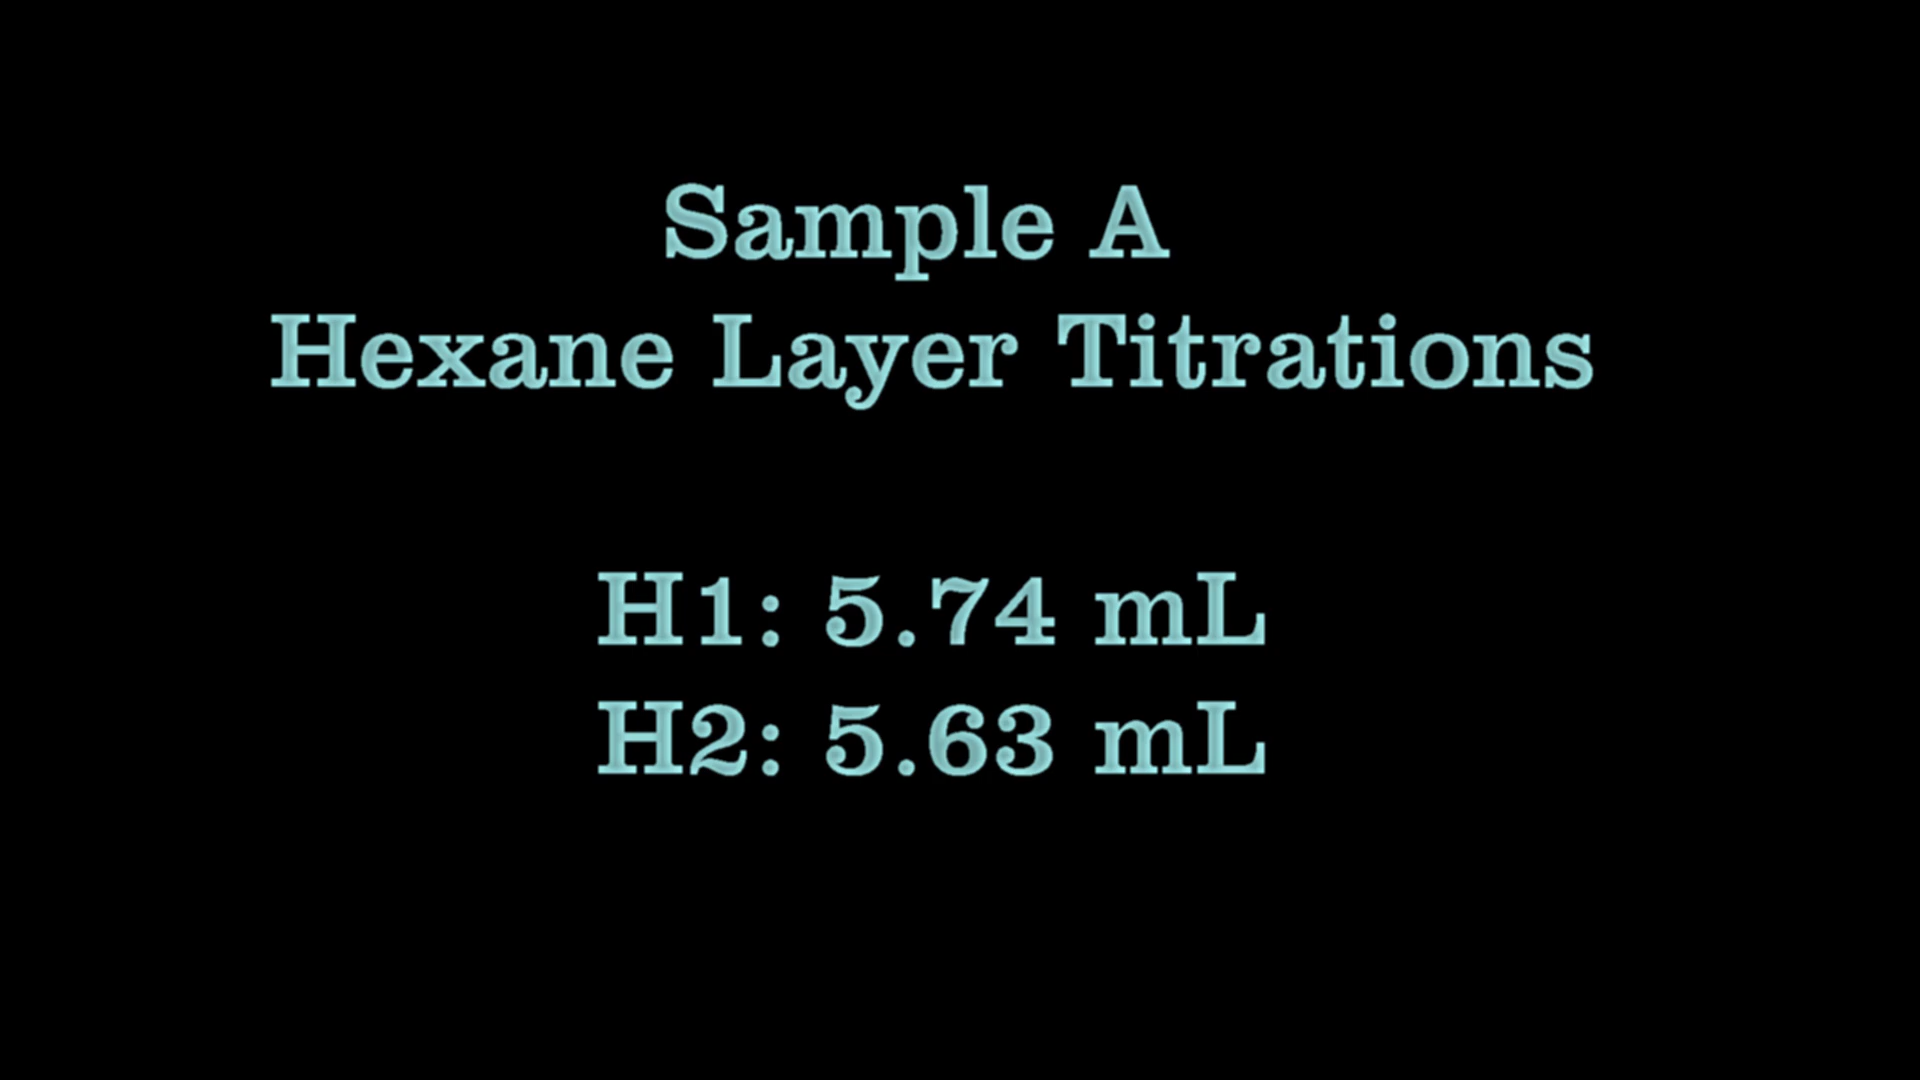 Sample A
Hexane Layer Titrations
H1: 5.74 mL
H2: 5.63 mL